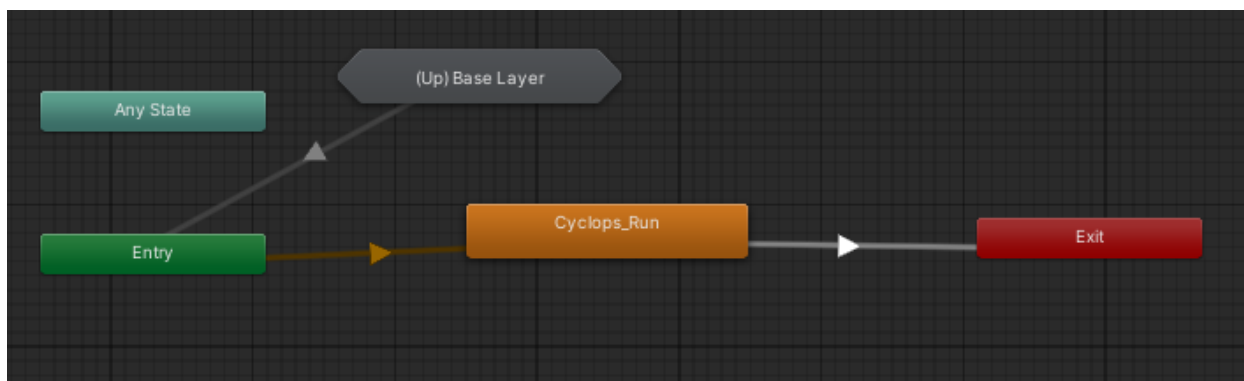 (Up) Base Layer
Any State
Cyclops_Run
Exit
Entry